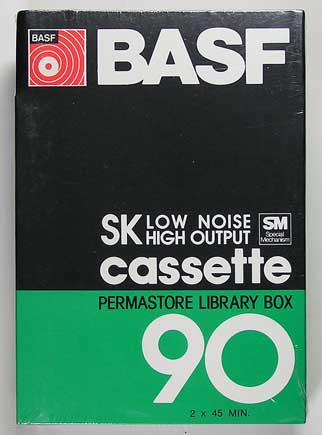 BASF
BASF
SK LOW NOISE
HIGH OUTPUT
SM
Special
Mechanism
cassette
PERMASTORE LIBRARY BOX
90
2 x 45 MIN.